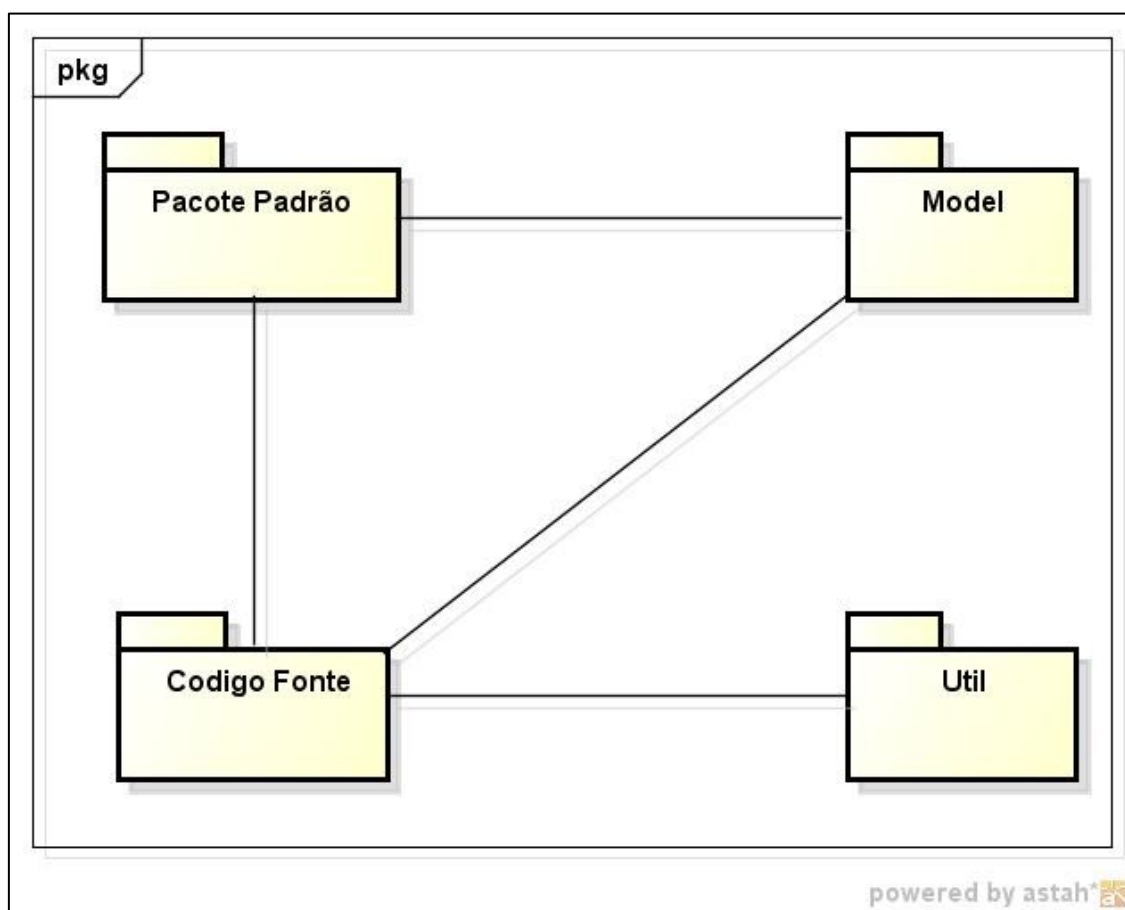 pkg
Pacote Padrão
Model
Codigo Fonte
Util
powered by astah*